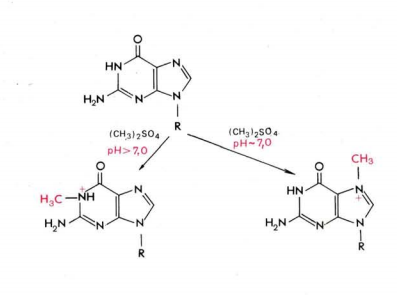 O
HN
N
H₂N
N
N
R
(CH₃)₂SO₄
pH>7,0
(CH₃)₂SO₄
pH~7,0
O
H₃C
+
NH
N
H₂N
N
N
R
CH₃
O
HN
N
+
H₂N
N
N
R